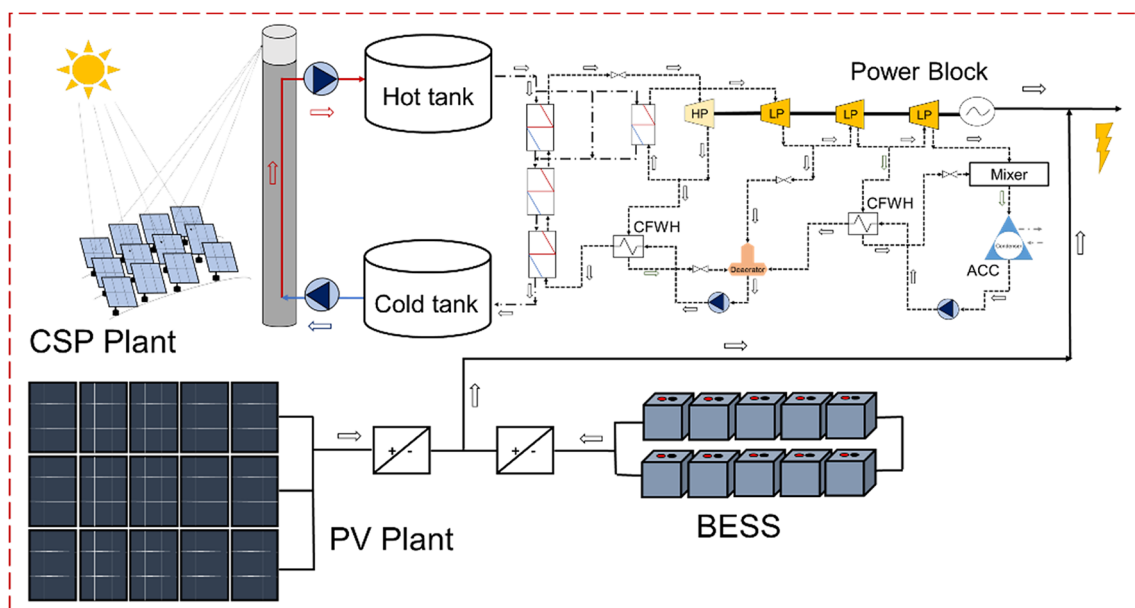 Power Block
Hot tank
HP
LP
LP
LP
Mixer
CFWH
CFWH
Condenser
Deaerator
ACC
Cold tank
CSP Plant
+ -
+ -
PV Plant
BESS